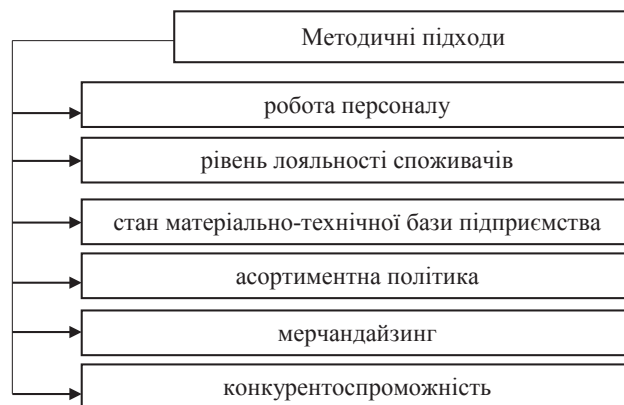 Методичні підходи
робота персоналу
рівень лояльності споживачів
стан матеріально-технічної бази підприємства
асортиментна політика
мерчандайзинг
конкурентоспроможність